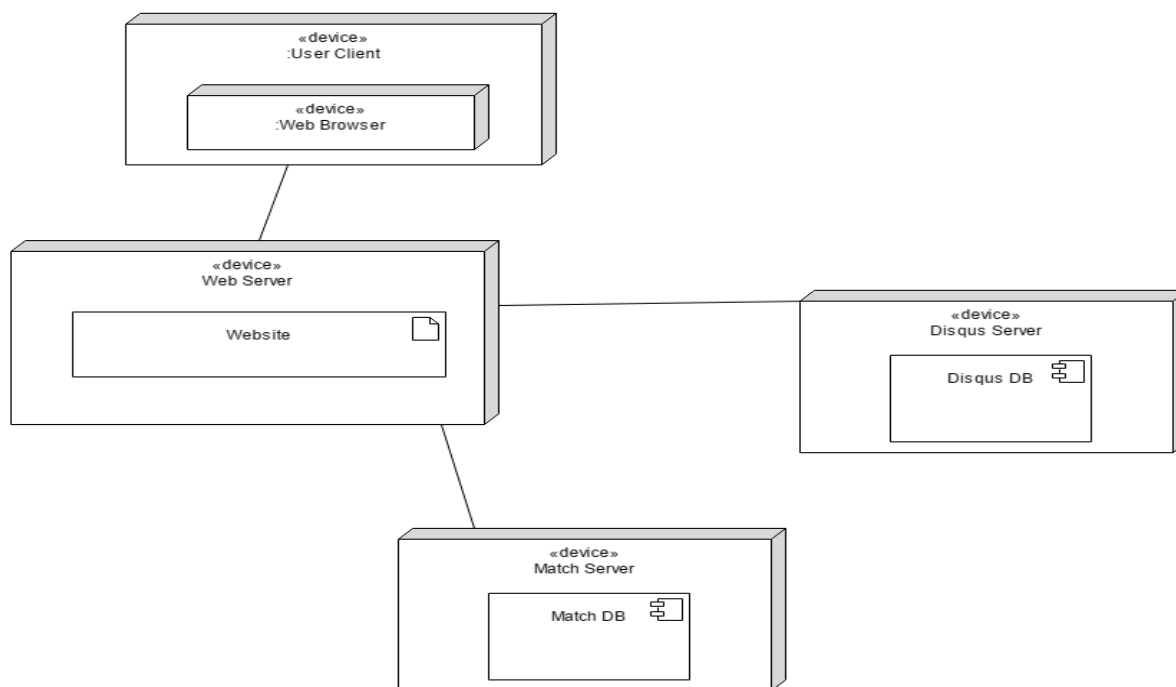 «device»
:User Client
«device»
:Web Browser
«device»
Web Server
Website
«device»
Disqus Server
Disqus DB
«device»
Match Server
Match DB